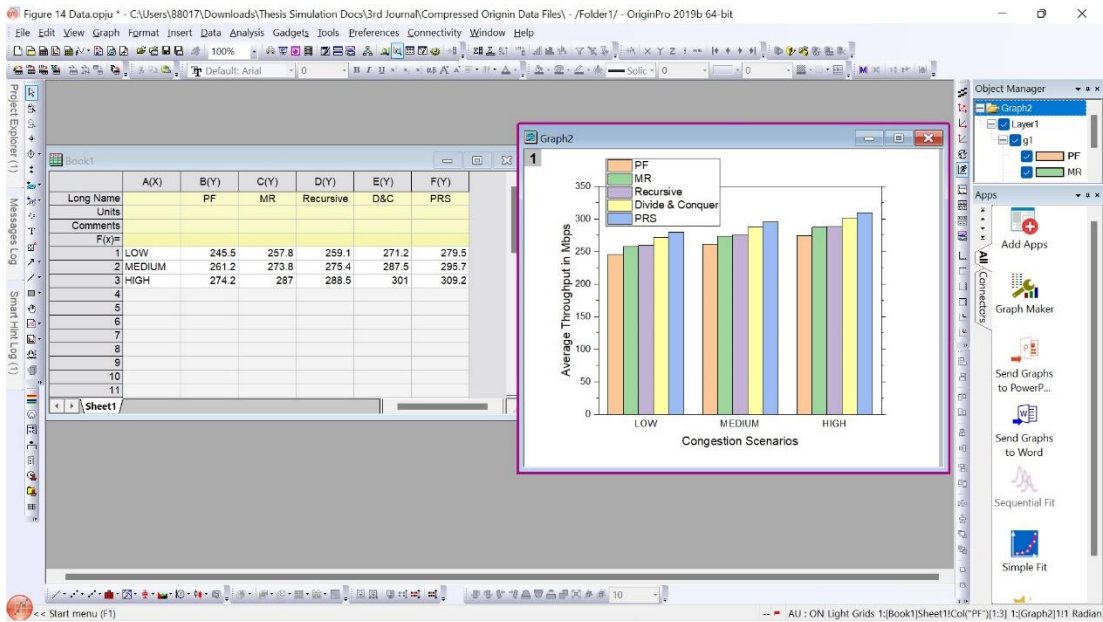 Figure 14 Data.opju * - C:\Users\88017\Downloads\Thesis Simulation Docs\3rd Journal\Compressed Orignin Data Files\ - /Folder1/ - OriginPro 2019b 64-bit
File Edit View Graph Format Insert Data Analysis Gadgets Tools Preferences Connectivity Window Help
100%
Default: Arial 0 B I U Solic 0 0
Project Explorer (1)
Messages Log
Smart Hint Log (1)
Book1
A(X) B(Y) C(Y) D(Y) E(Y) F(Y)
Long Name PF MR Recursive D&C PRS
Units
Comments
F(x)=
1 LOW 245.5 257.8 259.1 271.2 279.5
2 MEDIUM 261.2 273.8 275.4 287.5 295.7
3 HIGH 274.2 287 288.5 301 309.2
4
5
6
7
8
9
10
11
Sheet1
Graph2
1
PF
MR
Recursive
Divide & Conquer
PRS
350
300
250
200
150
100
50
0
Average Throughput in Mbps
LOW MEDIUM HIGH
Congestion Scenarios
Object Manager
Graph2
Layer1
g1
PF
MR
Apps
All
Connectors
Add Apps
Graph Maker
Send Graphs
to PowerP...
Send Graphs
to Word
Sequential Fit
Simple Fit
10
<< Start menu (F1)
-- AU : ON Light Grids 1:[Book1]Sheet1!Col("PF")[1:3] 1:[Graph2]1!1 Radian